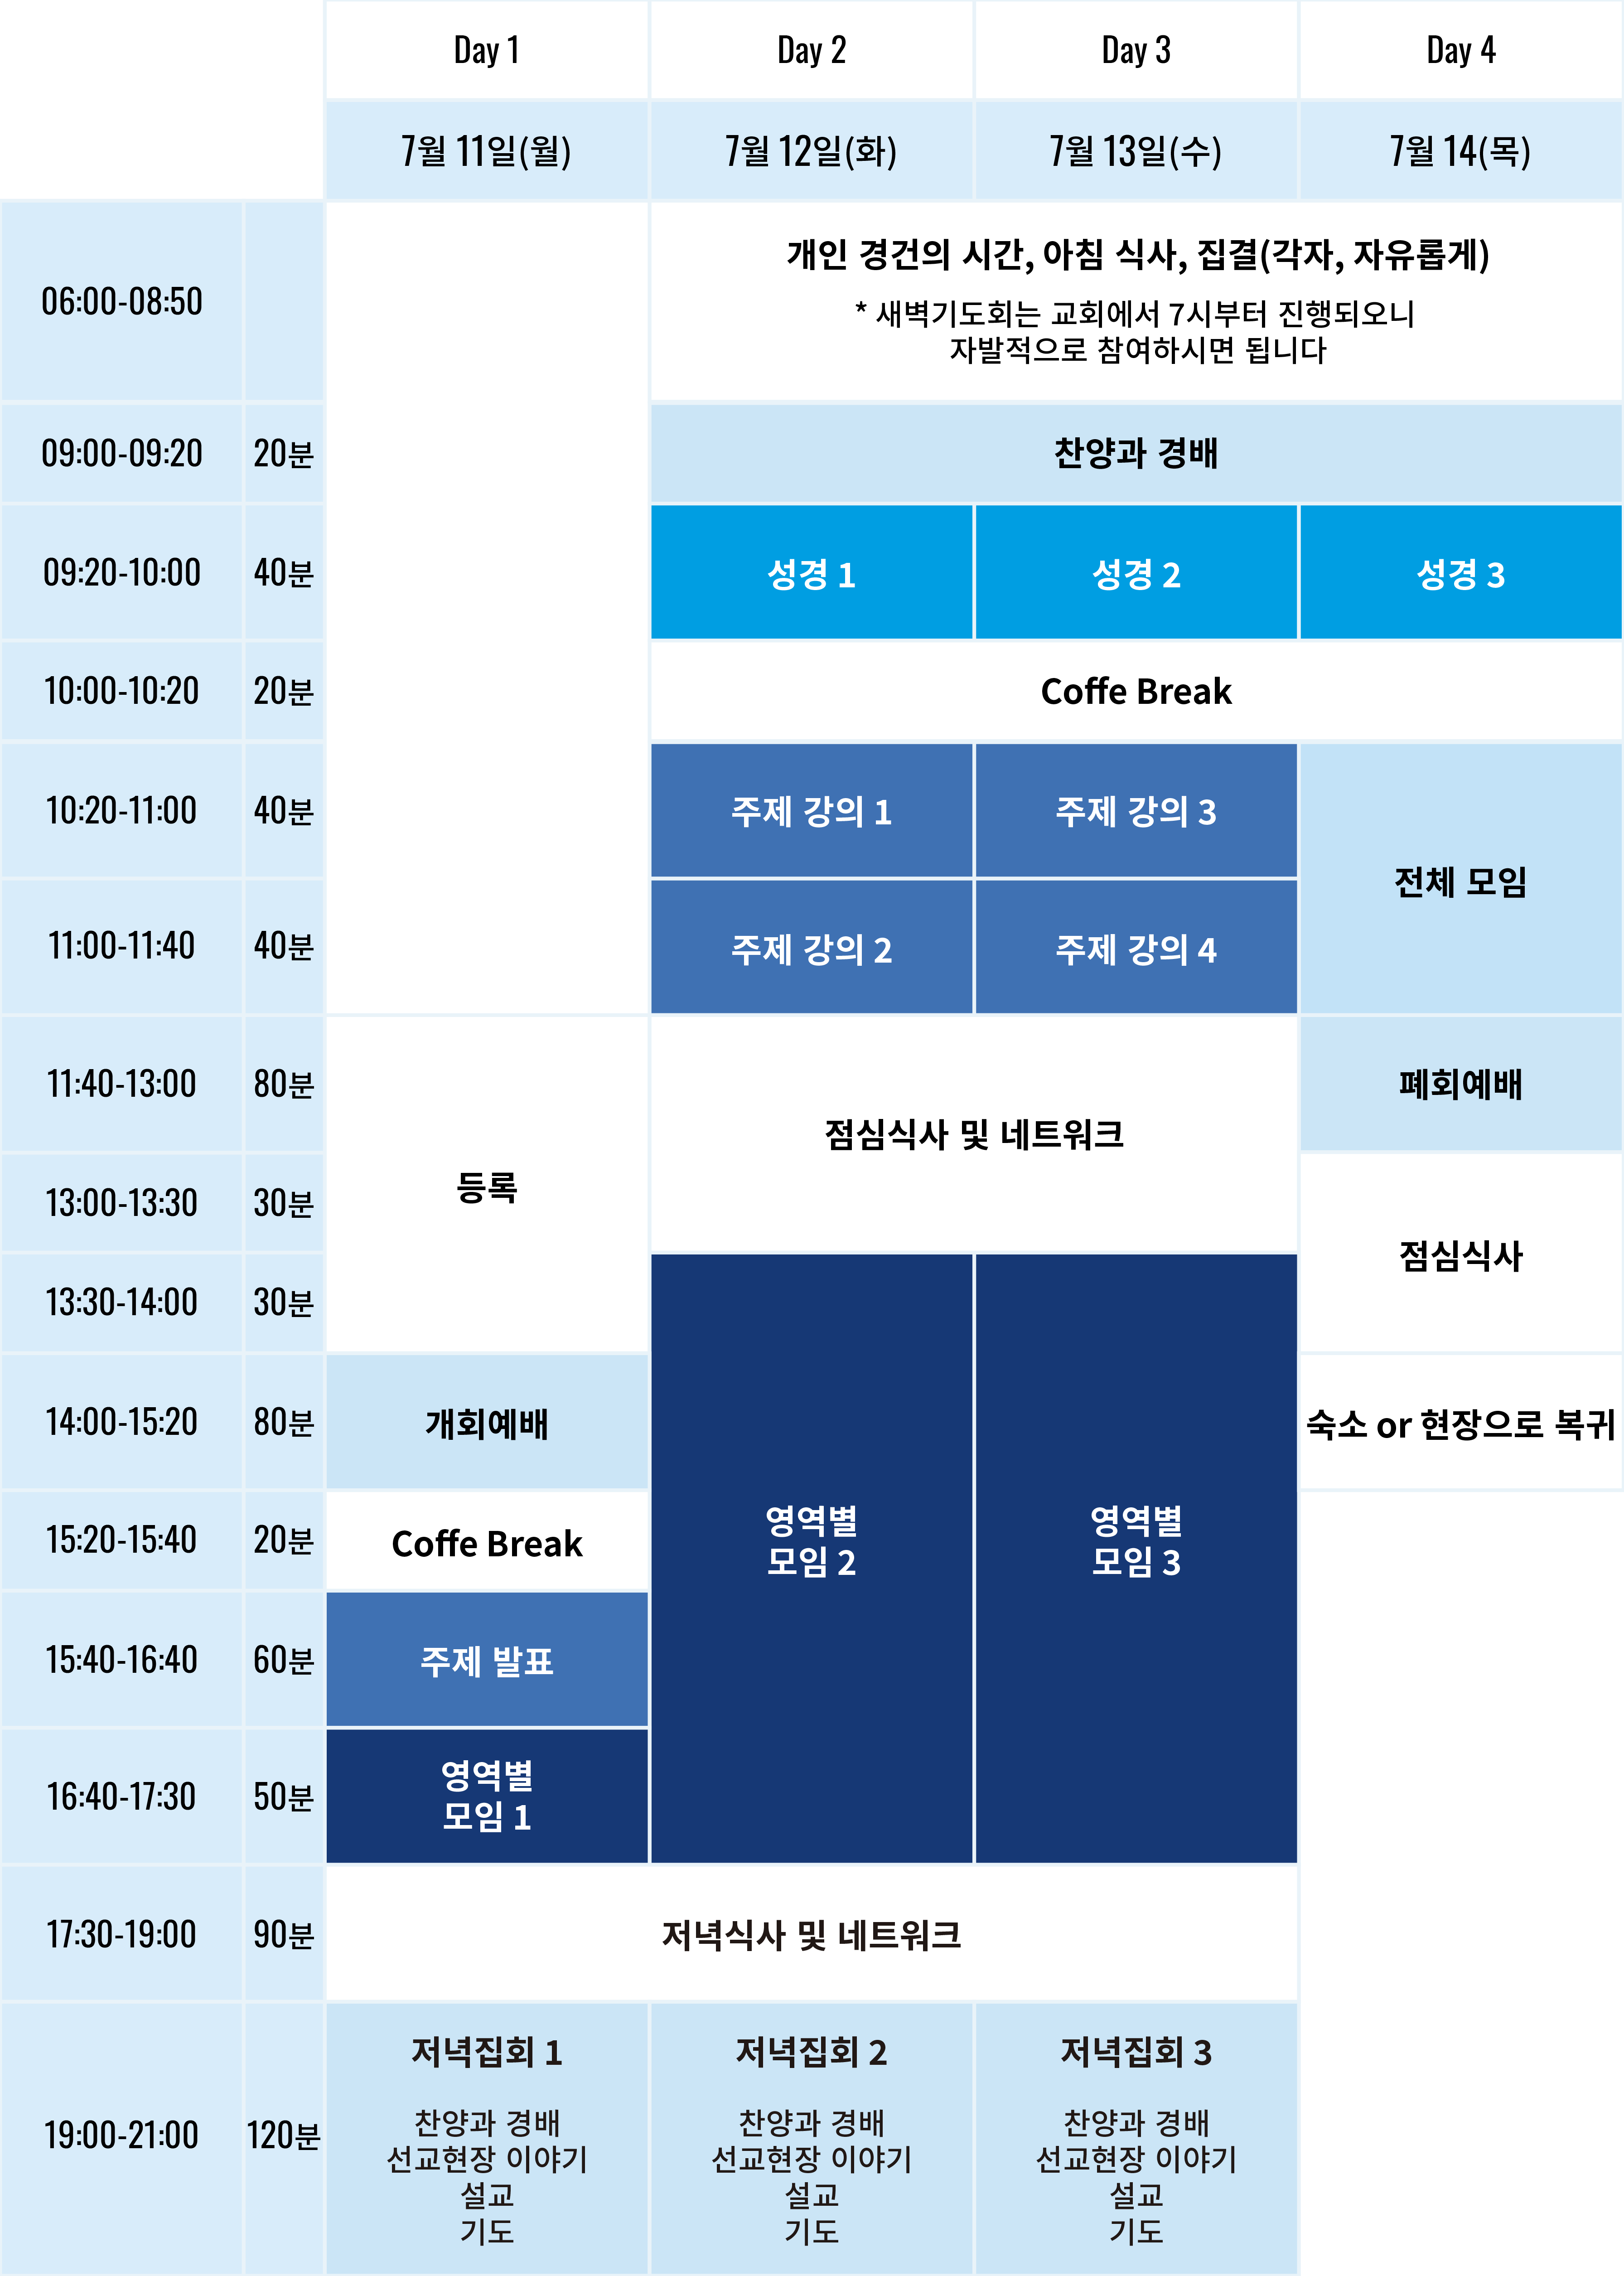 Day 1
Day 2
Day 3
Day 4
7월 11일(월)
7월 12일(화)
7월 13일(수)
7월 14(목)
06:00-08:50
개인 경건의 시간, 아침 식사, 집결(각자, 자유롭게)
* 새벽기도회는 교회에서 7시부터 진행되오니
자발적으로 참여하시면 됩니다
09:00-09:20
20분
찬양과 경배
09:20-10:00
40분
성경 1
성경 2
성경 3
10:00-10:20
20분
Coffe Break
10:20-11:00
40분
주제 강의 1
주제 강의 3
전체 모임
11:00-11:40
40분
주제 강의 2
주제 강의 4
11:40-13:00
80분
등록
점심식사 및 네트워크
폐회예배
13:00-13:30
30분
점심식사
13:30-14:00
30분
영역별
모임 2
영역별
모임 3
14:00-15:20
80분
개회예배
숙소 or 현장으로 복귀
15:20-15:40
20분
Coffe Break
15:40-16:40
60분
주제 발표
16:40-17:30
50분
영역별
모임 1
17:30-19:00
90분
저녁식사 및 네트워크
19:00-21:00
120분
저녁집회 1
찬양과 경배
선교현장 이야기
설교
기도
저녁집회 2
찬양과 경배
선교현장 이야기
설교
기도
저녁집회 3
찬양과 경배
선교현장 이야기
설교
기도